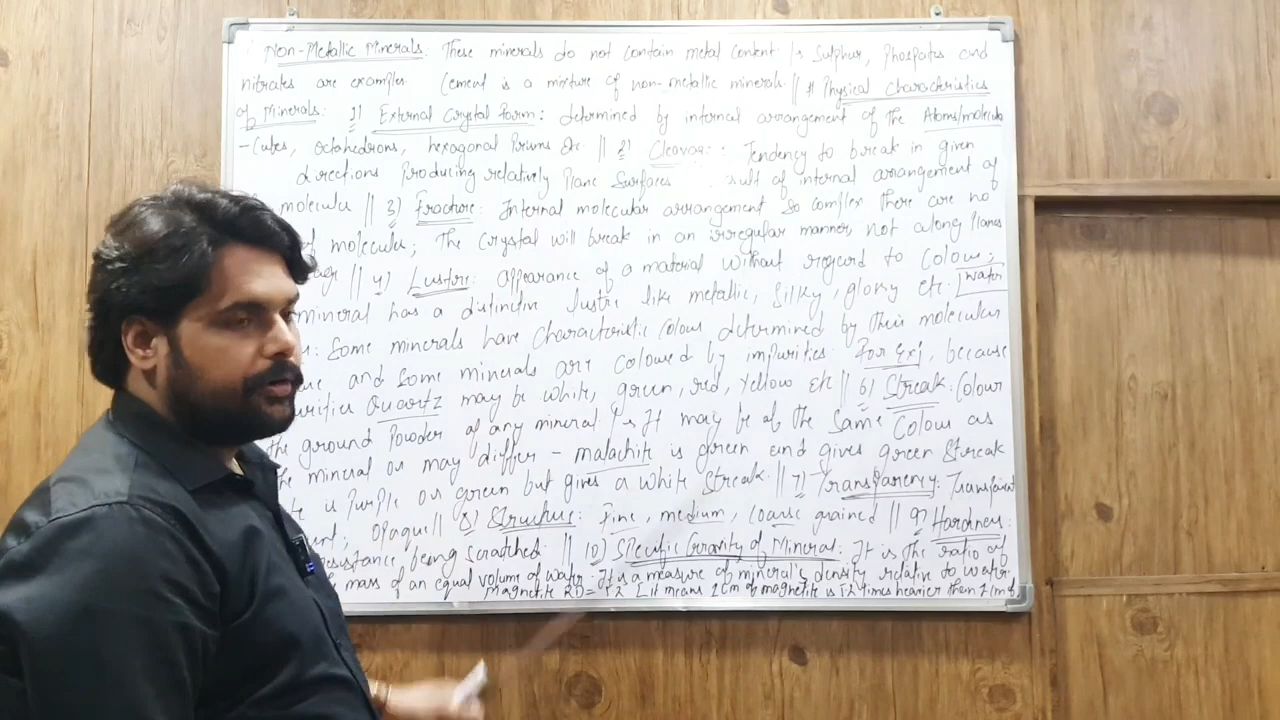 Non-Metallic Minerals: These minerals do not contain metal content. Sulphur, Phosphates and
nitrates are examples. Cement is a mixture of non-metallic minerals. || # Physical Characteristics
of Minerals: 1) External Crystal Form: determined by internal arrangement of the Atoms/molecules
- Cubes, octahedrons, hexagonal Prisms etc. || 2) : Tendency to break in given
directions Producing relatively Plane Surfaces of internal arrangement of
molecules || 3) Fracture: Internal molecular arrangement so complex there are no
of molecules; The crystal will break in an irregular manner not along Planes
|| 4) Lustre: appearance of a material without regard to colour;
mineral has a distinctive lustre like metallic, Silky, glossy etc.
: Some minerals have characteristic colour determined by their molecular
and some minerals are coloured by impurities. For Ex, because
Quartz may be white, green, red, Yellow etc || 6) Streak: Colour
the ground Powder of any mineral. It may be of the same Colour as
the mineral or may differ - malachite is green and gives green Streak
is Purple or green but gives a white Streak. || 7) Transparency: Transparent
Opaque || 8) Structure: Fine, medium, coarse grained || 9) Hardness:
resistance being scratched. || 10) Specific Gravity of Mineral: It is the ratio of
mass of an equal volume of water. It is a measure of mineral's density relative to water.
magnetite RD= 5.2 [it means 1 cm of magnetite is 5.2 times heavier than 1 cm